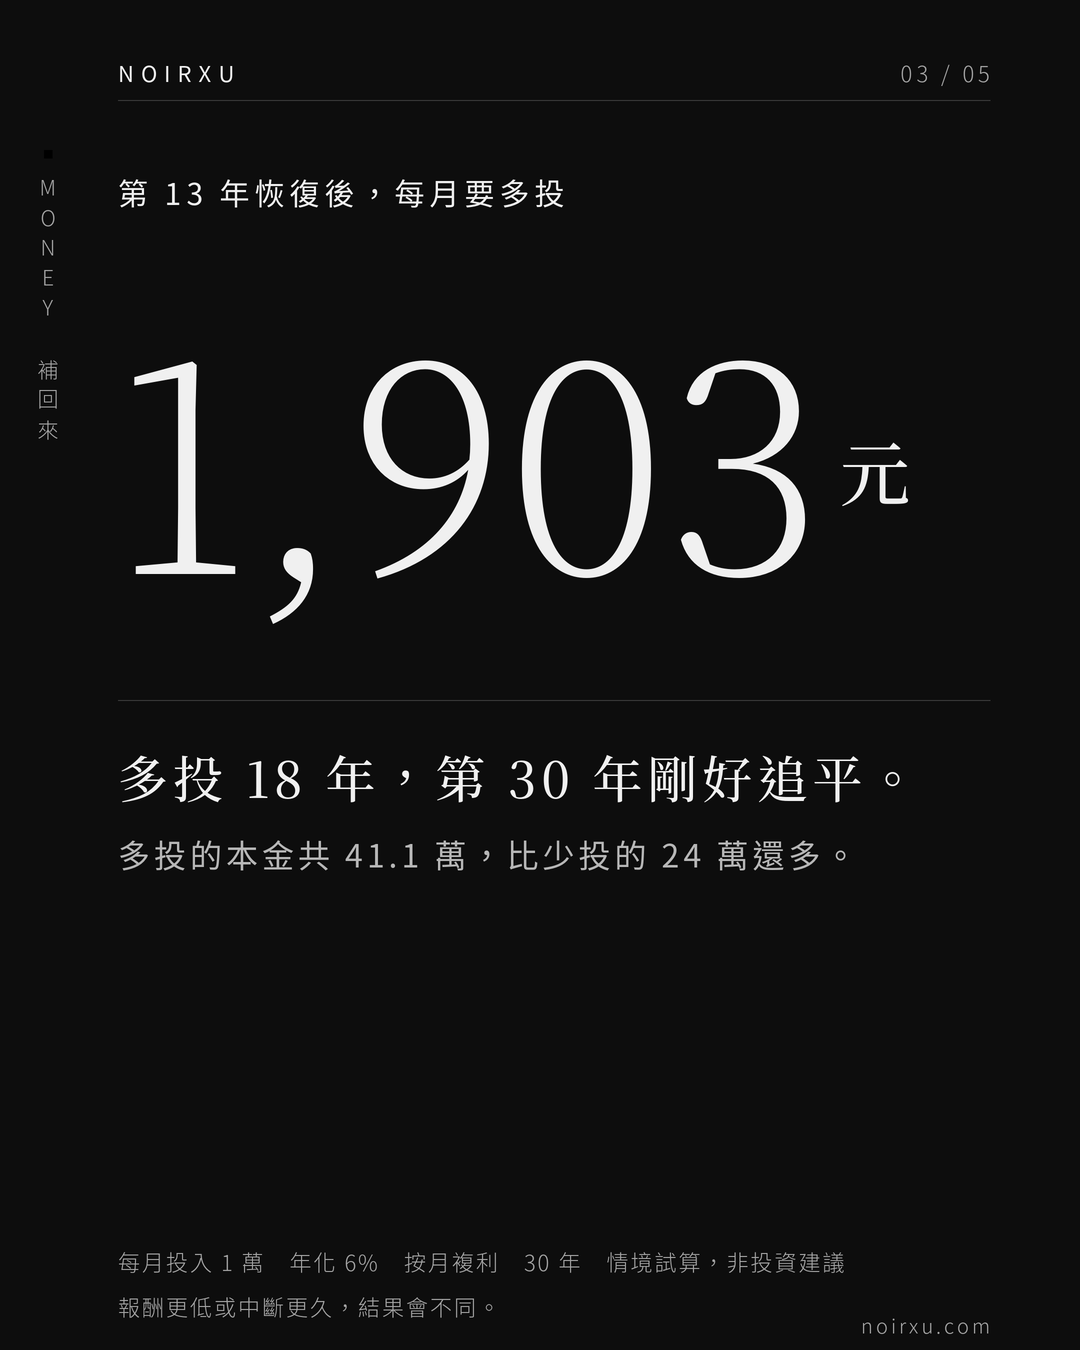 NOIRXU
03 / 05
MONEY 補回來
第 13 年恢復後，每月要多投
1,903 元
多投 18 年，第 30 年剛好追平。
多投的本金共 41.1 萬，比少投的 24 萬還多。
每月投入 1 萬　年化 6%　按月複利　30 年　情境試算，非投資建議
報酬更低或中斷更久，結果會不同。
noirxu.com